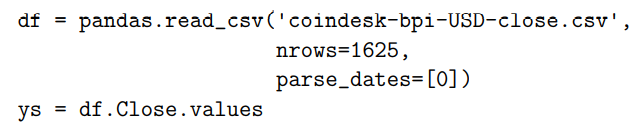 df = pandas.read_csv('coindesk-bpi-USD-close.csv',
                     nrows=1625,
                     parse_dates=[0])
ys = df.Close.values